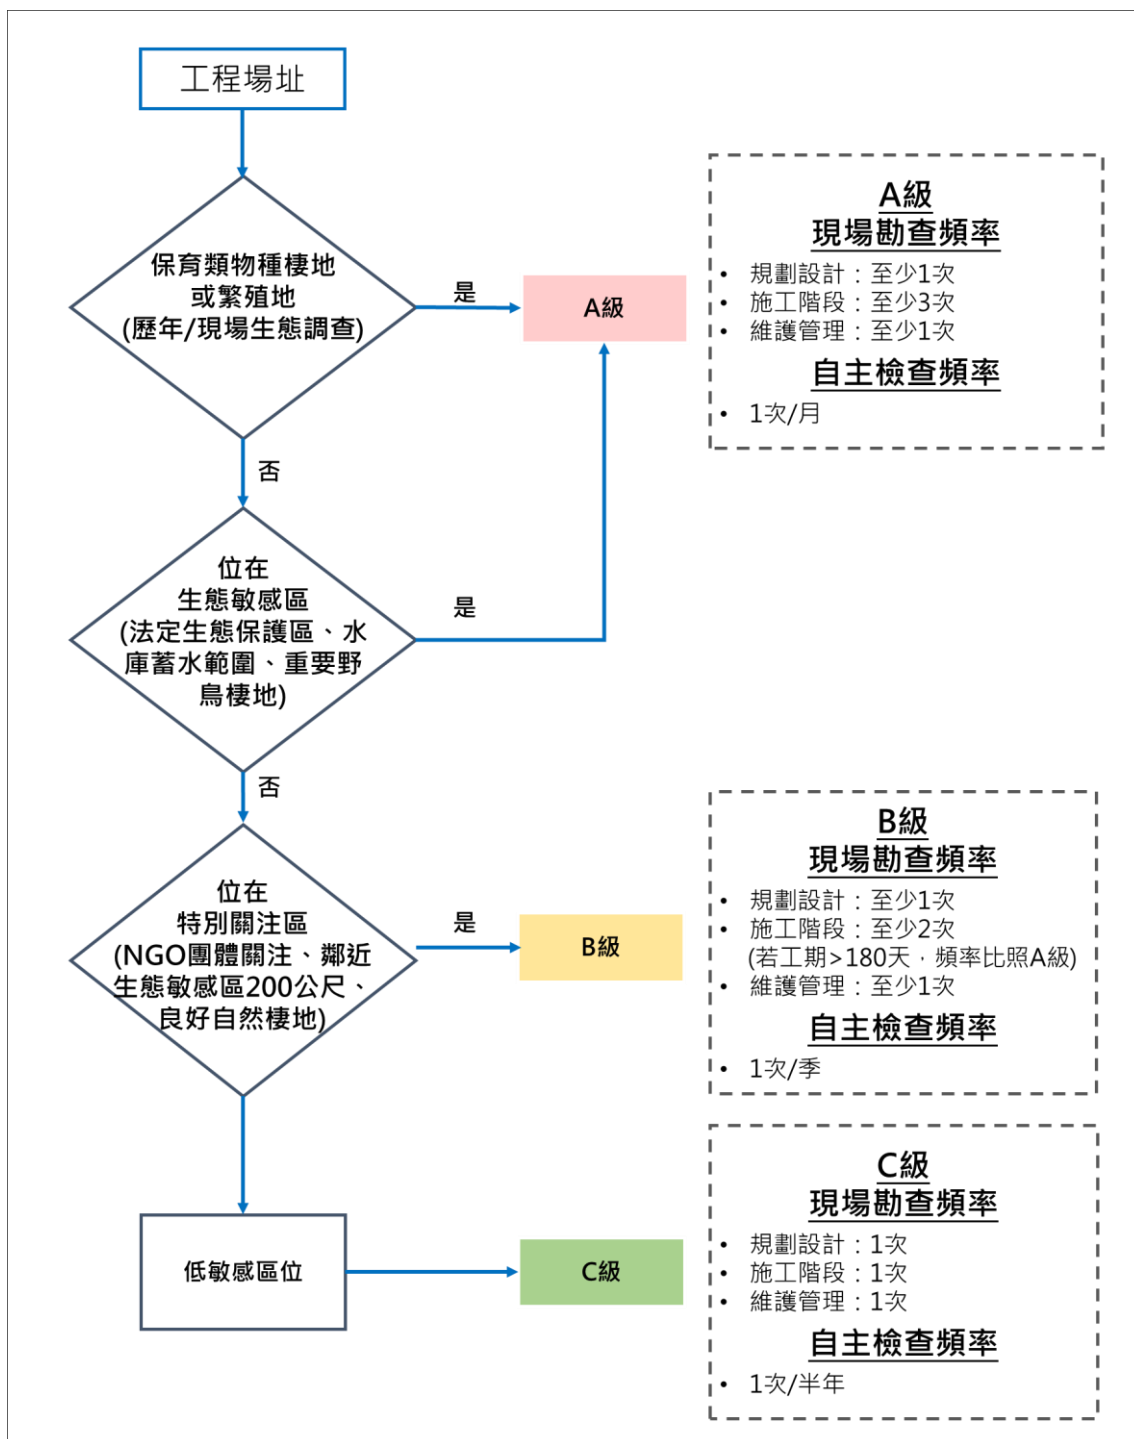 工程場址
保育類物種棲地
或繁殖地
(歷年/現場生態調查)
是
A級
否
位在
生態敏感區
(法定生態保護區、水
庫蓄水範圍、重要野
鳥棲地)
是
否
位在
特別關注區
(NGO團體關注、鄰近
生態敏感區200公尺、
良好自然棲地)
是
B級
低敏感區位
C級
A級
現場勘查頻率
• 規劃設計：至少1次
• 施工階段：至少3次
• 維護管理：至少1次
自主檢查頻率
• 1次/月
B級
現場勘查頻率
• 規劃設計：至少1次
• 施工階段：至少2次
(若工期>180天，頻率比照A級)
• 維護管理：至少1次
自主檢查頻率
• 1次/季
C級
現場勘查頻率
• 規劃設計：1次
• 施工階段：1次
• 維護管理：1次
自主檢查頻率
• 1次/半年